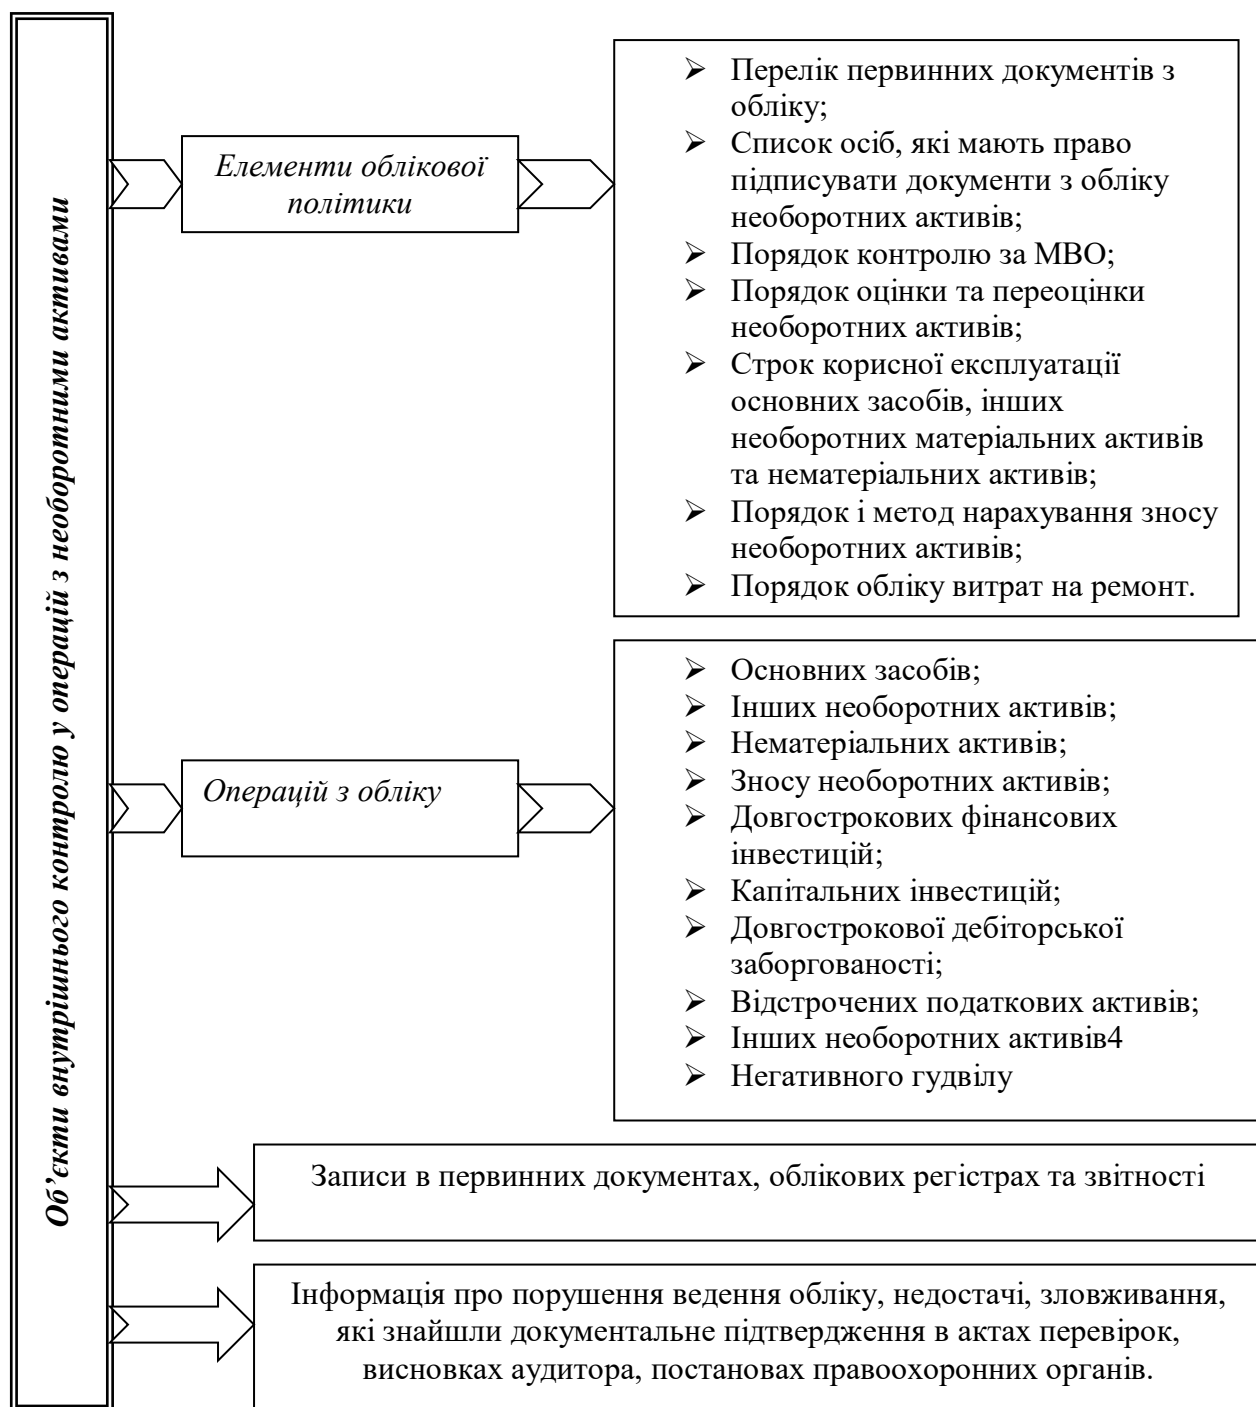 Об’єкти внутрішнього контролю у операцій з необоротними активами
Елементи облікової
політики
➢ Перелік первинних документів з
обліку;
➢ Список осіб, які мають право
підписувати документи з обліку
необоротних активів;
➢ Порядок контролю за МВО;
➢ Порядок оцінки та переоцінки
необоротних активів;
➢ Строк корисної експлуатації
основних засобів, інших
необоротних матеріальних активів
та нематеріальних активів;
➢ Порядок і метод нарахування зносу
необоротних активів;
➢ Порядок обліку витрат на ремонт.
Операцій з обліку
➢ Основних засобів;
➢ Інших необоротних активів;
➢ Нематеріальних активів;
➢ Зносу необоротних активів;
➢ Довгострокових фінансових
інвестицій;
➢ Капітальних інвестицій;
➢ Довгострокової дебіторської
заборгованості;
➢ Відстрочених податкових активів;
➢ Інших необоротних активів4
➢ Негативного гудвілу
Записи в первинних документах, облікових регістрах та звітності
Інформація про порушення ведення обліку, недостачі, зловживання,
які знайшли документальне підтвердження в актах перевірок,
висновках аудитора, постановах правоохоронних органів.